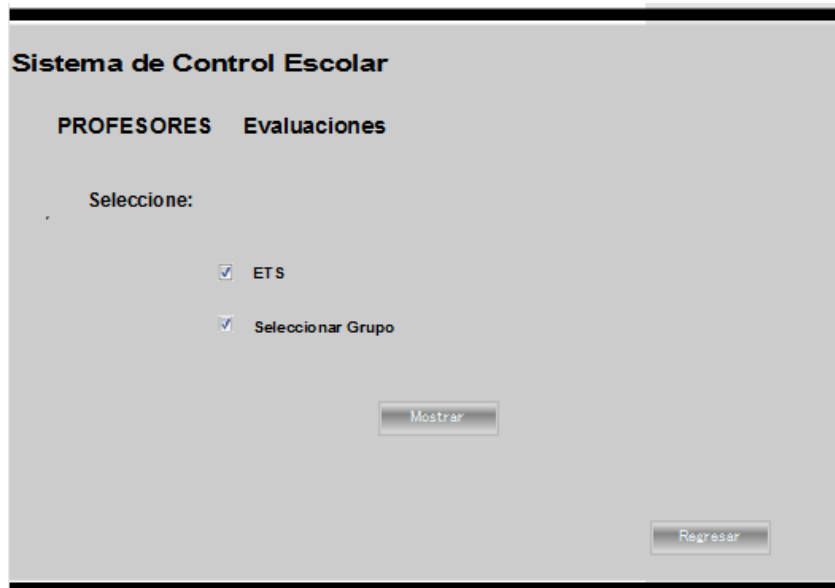 Sistema de Control Escolar
PROFESORES Evaluaciones
Seleccione:
ETS
Seleccionar Grupo
Mostrar
Regresar